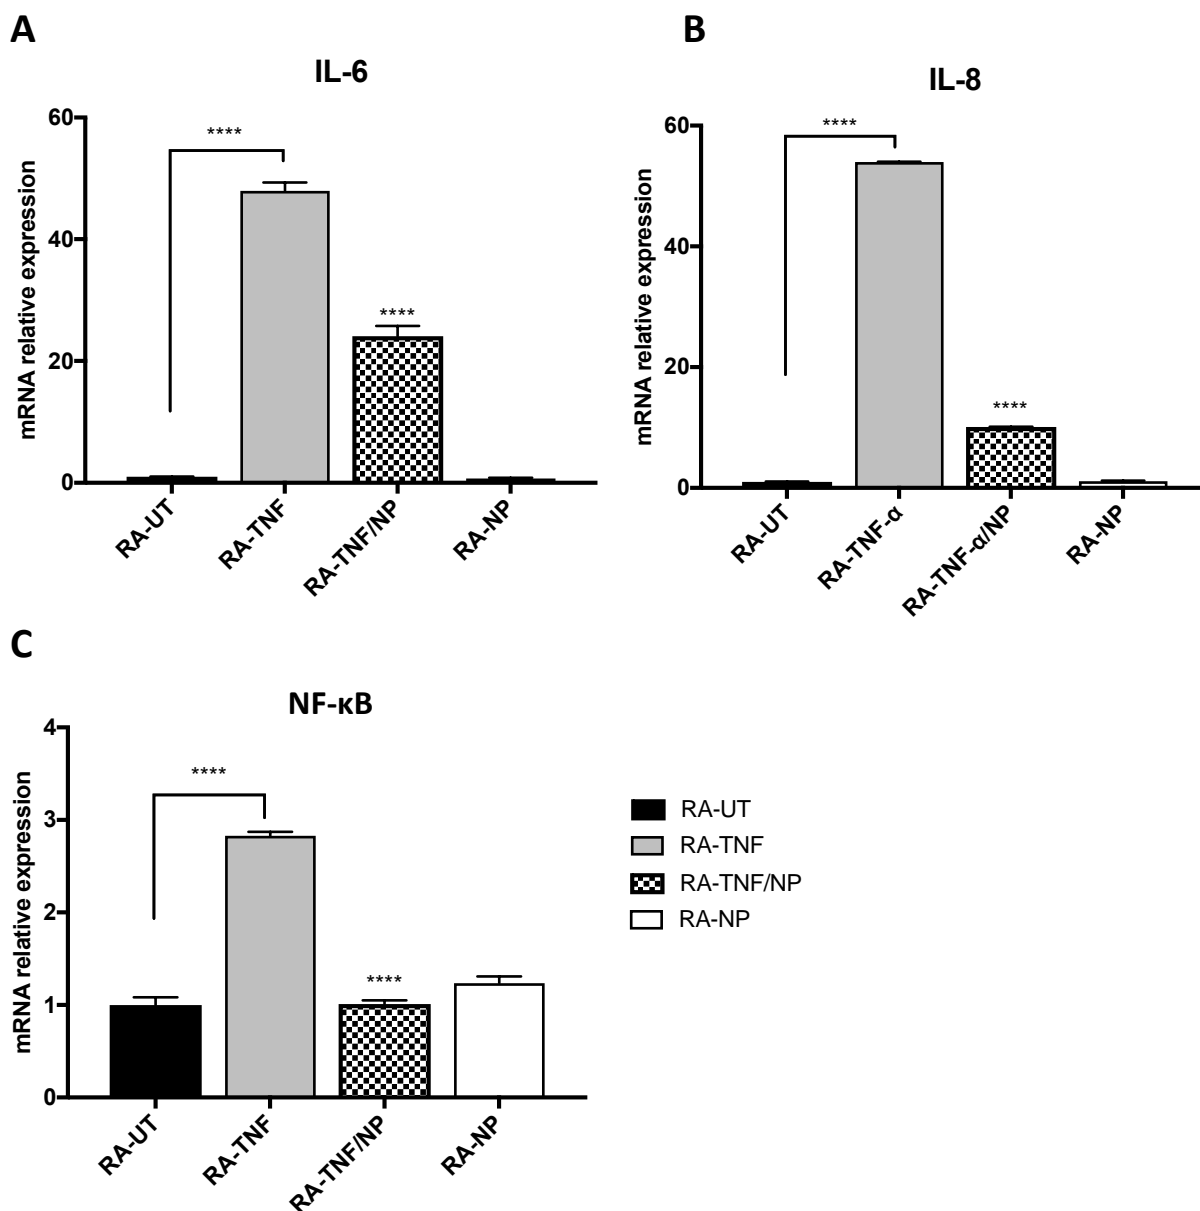 A
IL-6
mRNA relative expression
60
40
20
0
****
****
RA-UT
RA-TNF
RA-TNF/NP
RA-NP
B
IL-8
mRNA relative expression
60
40
20
0
****
****
RA-UT
RA-TNF-α
RA-TNF-α/NP
RA-NP
C
NF-κB
mRNA relative expression
4
3
2
1
0
****
****
RA-UT
RA-TNF
RA-TNF/NP
RA-NP
RA-UT
RA-TNF
RA-TNF/NP
RA-NP